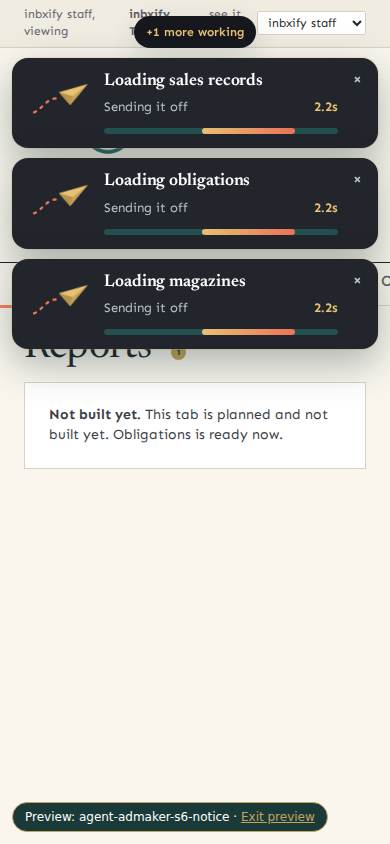 inbxify staff,
viewing
inbxify
see it
inbxify staff
+1 more working
Loading sales records
×
Sending it off
2.2s
Loading obligations
×
Sending it off
2.2s
Loading magazines
×
Sending it off
2.2s
Reports
Not built yet. This tab is planned and not
built yet. Obligations is ready now.
Preview: agent-admaker-s6-notice · Exit preview